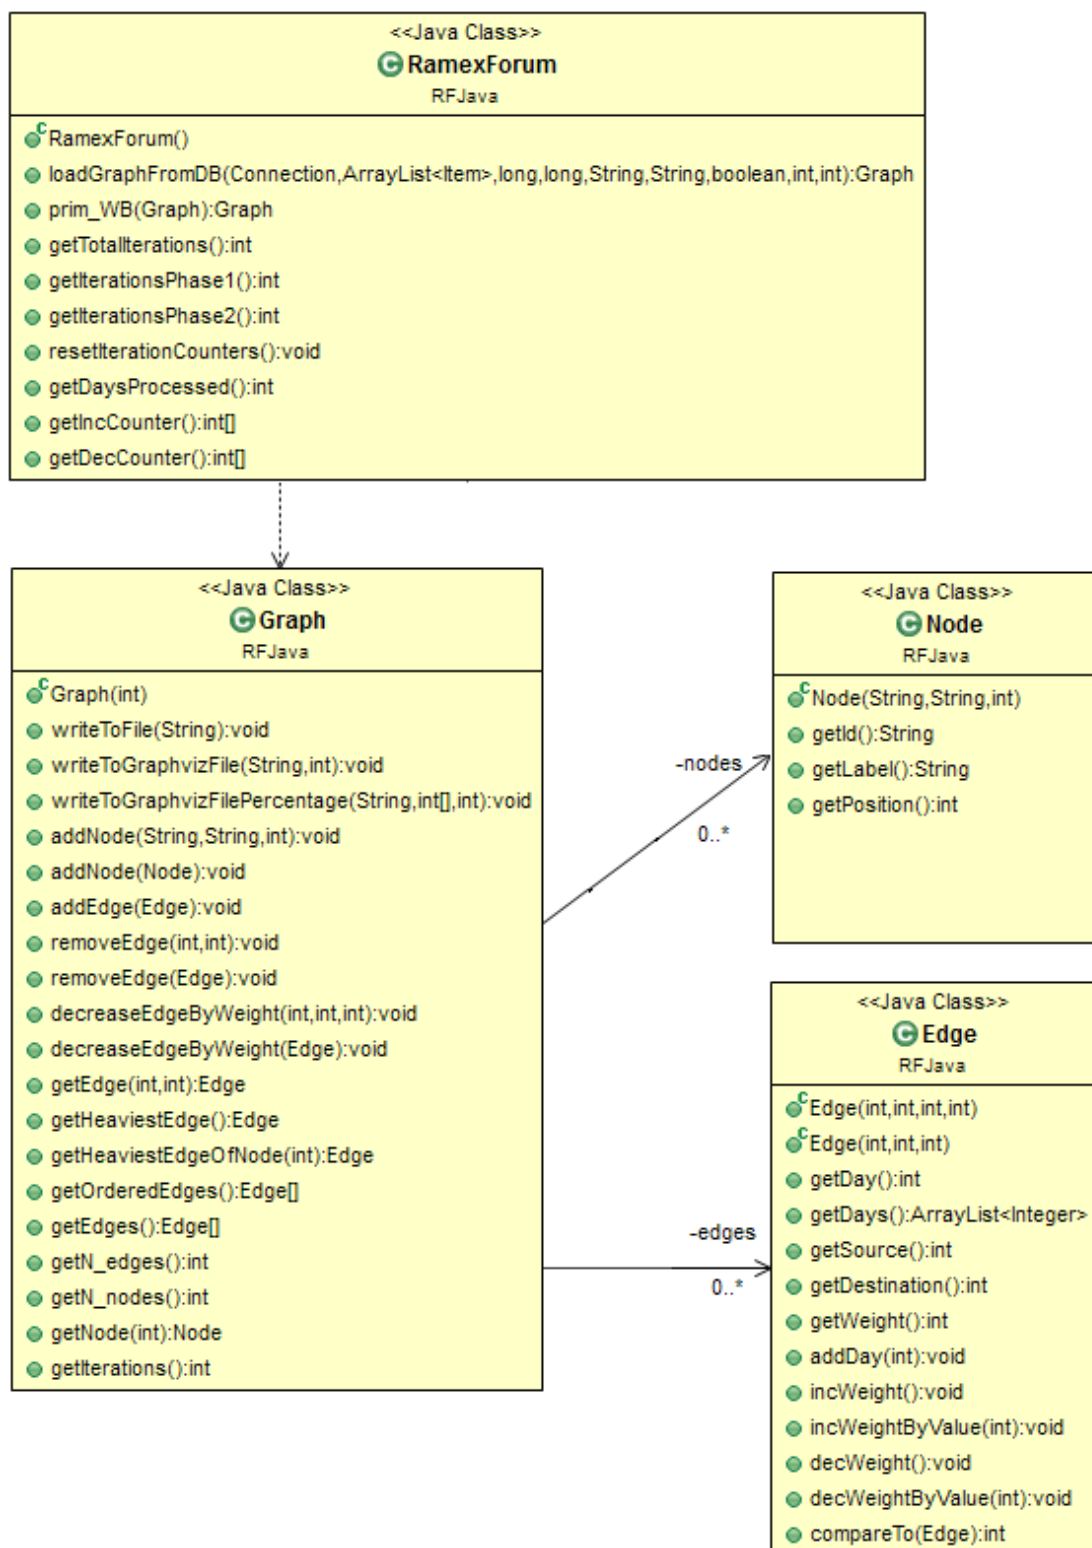 <<Java Class>>
RamexForum
RFJava
RamexForum()
loadGraphFromDB(Connection,ArrayList<Item>,long,long,String,String,boolean,int,int):Graph
prim_WB(Graph):Graph
getTotalIterations():int
getIterationsPhase1():int
getIterationsPhase2():int
resetIterationCounters():void
getDaysProcessed():int
getIncCounter():int[]
getDecCounter():int[]
<<Java Class>>
Graph
RFJava
Graph(int)
writeToFile(String):void
writeToGraphvizFile(String,int):void
writeToGraphvizFilePercentage(String,int[],int):void
addNode(String,String,int):void
addNode(Node):void
addEdge(Edge):void
removeEdge(int,int):void
removeEdge(Edge):void
decreaseEdgeByWeight(int,int,int):void
decreaseEdgeByWeight(Edge):void
getEdge(int,int):Edge
getHeaviestEdge():Edge
getHeaviestEdgeOfNode(int):Edge
getOrderedEdges():Edge[]
getEdges():Edge[]
getN_edges():int
getN_nodes():int
getNode(int):Node
getIterations():int
-nodes
0..*
<<Java Class>>
Node
RFJava
Node(String,String,int)
getId():String
getLabel():String
getPosition():int
-edges
0..*
<<Java Class>>
Edge
RFJava
Edge(int,int,int,int)
Edge(int,int,int)
getDay():int
getDays():ArrayList<Integer>
getSource():int
getDestination():int
getWeight():int
addDay(int):void
incWeight():void
incWeightByValue(int):void
decWeight():void
decWeightByValue(int):void
compareTo(Edge):int